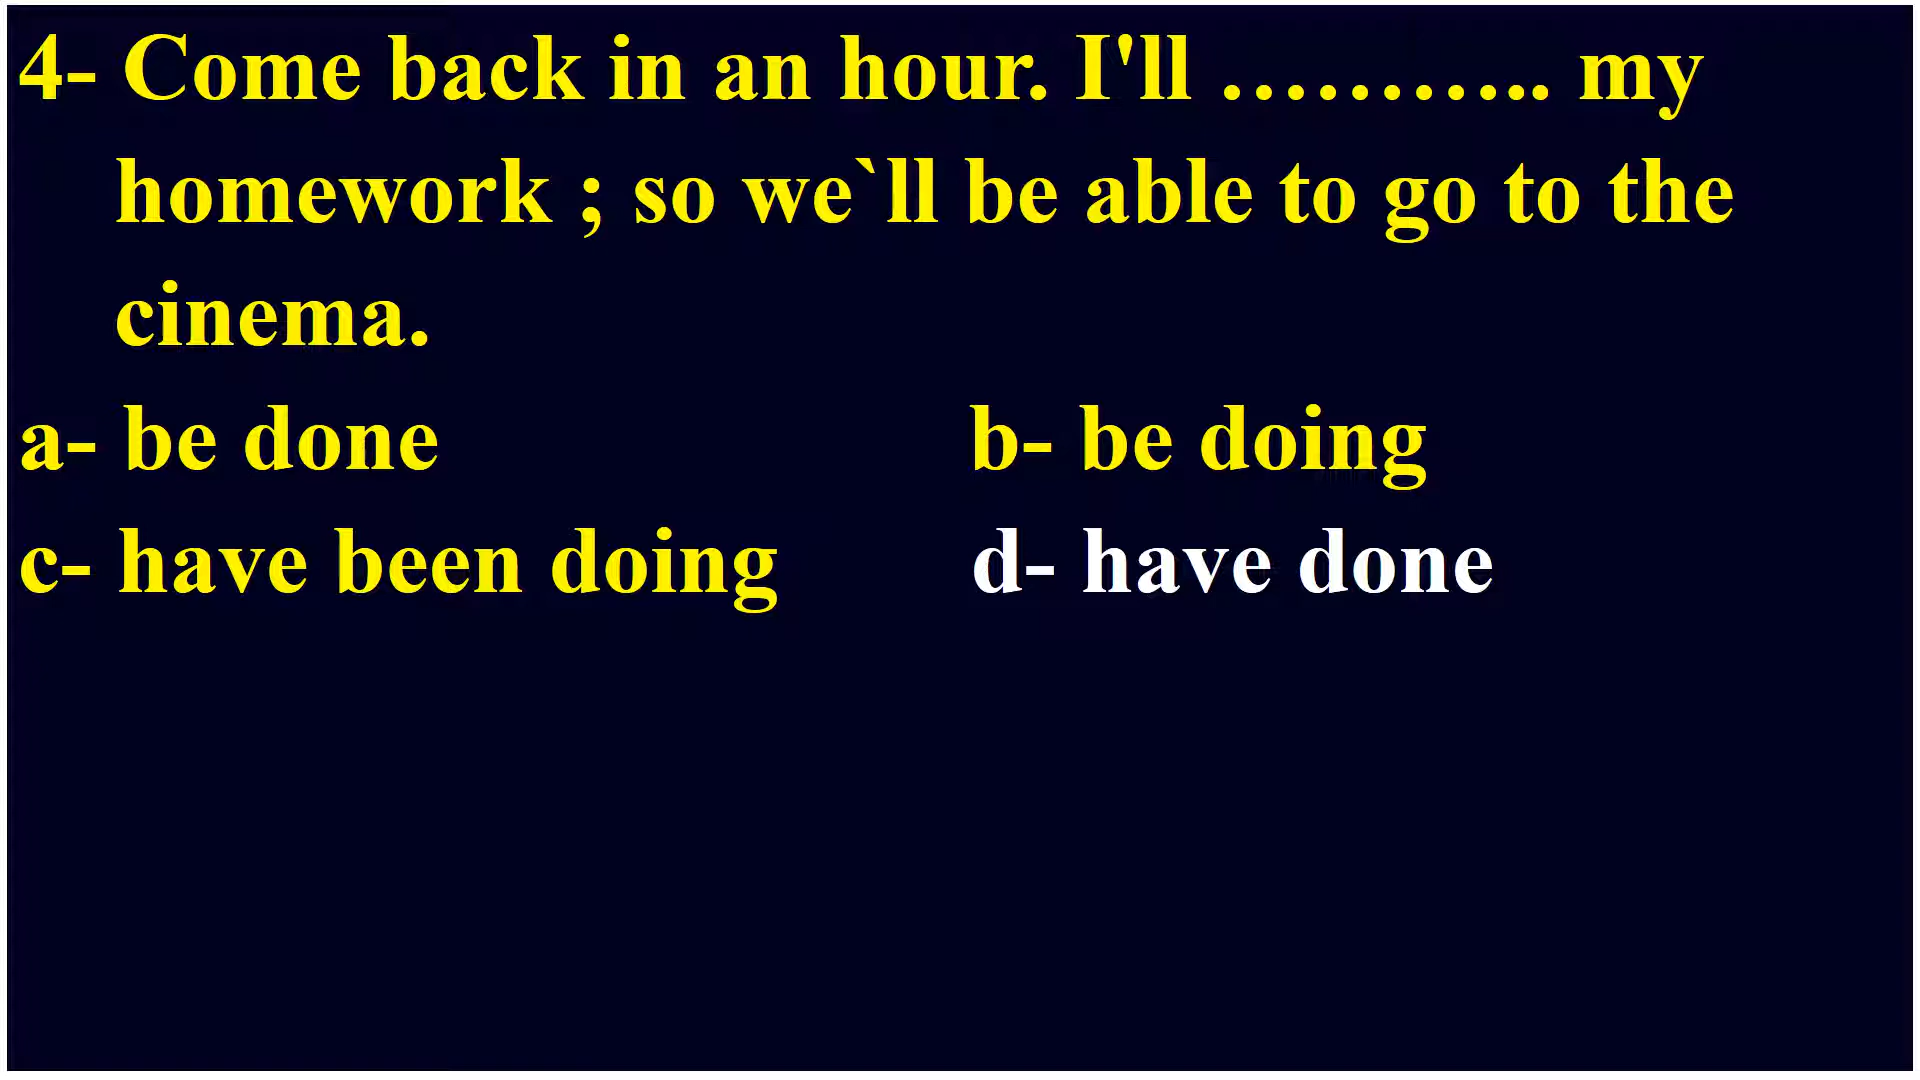 4- Come back in an hour. I'll ……….. my
homework ; so we`ll be able to go to the
cinema.
a- be done b- be doing
c- have been doing d- have done